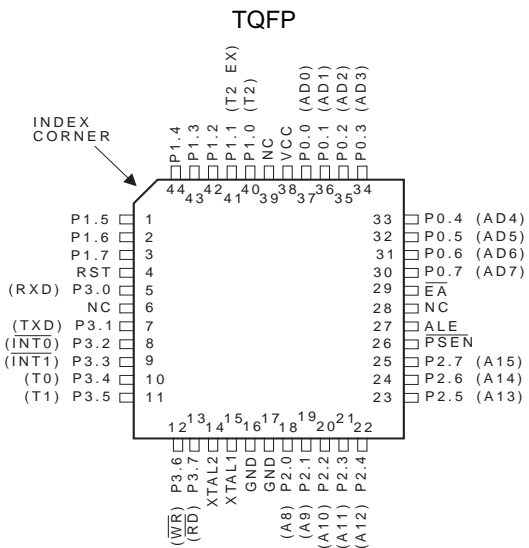 TQFP
INDEX
CORNER
P1.4
P1.3
P1.2
P1.1 (T2 EX)
P1.0 (T2)
NC
VCC
P0.0 (AD0)
P0.1 (AD1)
P0.2 (AD2)
P0.3 (AD3)
44
43
42
41
40
39
38
37
36
35
34
P1.5 1
P1.6 2
P1.7 3
RST 4
(RXD) P3.0 5
NC 6
(TXD) P3.1 7
(INT0) P3.2 8
(INT1) P3.3 9
(T0) P3.4 10
(T1) P3.5 11
33 P0.4 (AD4)
32 P0.5 (AD5)
31 P0.6 (AD6)
30 P0.7 (AD7)
29 EA
28 NC
27 ALE
26 PSEN
25 P2.7 (A15)
24 P2.6 (A14)
23 P2.5 (A13)
12
13
14
15
16
17
18
19
20
21
22
(WR) P3.6
(RD) P3.7
XTAL2
XTAL1
GND
GND
(A8) P2.0
(A9) P2.1
(A10) P2.2
(A11) P2.3
(A12) P2.4